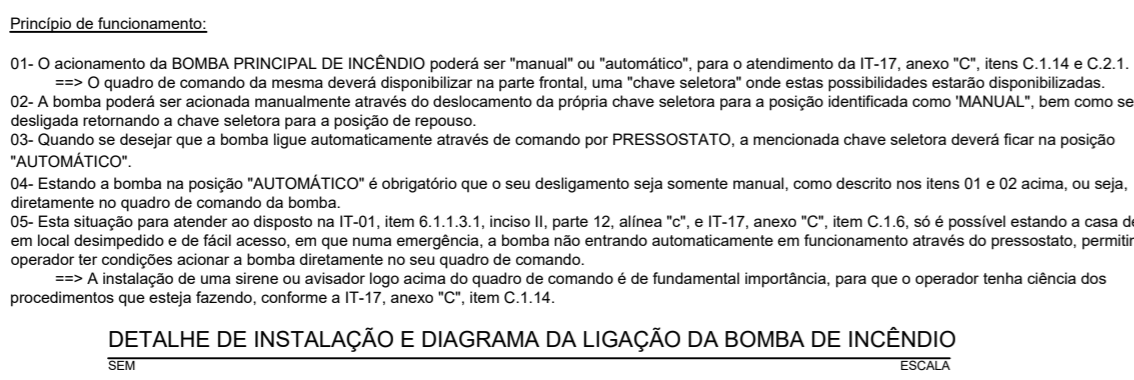 Princípio de funcionamento:
01- O acionamento da BOMBA PRINCIPAL DE INCÊNDIO poderá ser "manual" ou "automático", para o atendimento da IT-17, anexo "C", itens C.1.14 e C.2.1.
==> O quadro de comando da mesma deverá disponibilizar na parte frontal, uma "chave seletora" onde estas possibilidades estarão disponibilizadas.
02- A bomba poderá ser acionada manualmente através do deslocamento da própria chave seletora para a posição identificada como 'MANUAL", bem como se
desligada retornando a chave seletora para a posição de repouso.
03- Quando se desejar que a bomba ligue automaticamente através de comando por PRESSOSTATO, a mencionada chave seletora deverá ficar na posição
"AUTOMÁTICO".
04- Estando a bomba na posição "AUTOMÁTICO" é obrigatório que o seu desligamento seja somente manual, como descrito nos itens 01 e 02 acima, ou seja,
diretamente no quadro de comando da bomba.
05- Esta situação para atender ao disposto na IT-01, item 6.1.1.3.1, inciso II, parte 12, alínea "c", e IT-17, anexo "C", item C.1.6, só é possível estando a casa de
em local desimpedido e de fácil acesso, em que numa emergência, a bomba não entrando automaticamente em funcionamento através do pressostato, permitir
operador ter condições acionar a bomba diretamente no seu quadro de comando.
==> A instalação de uma sirene ou avisador logo acima do quadro de comando é de fundamental importância, para que o operador tenha ciência dos
procedimentos que esteja fazendo, conforme a IT-17, anexo "C", item C.1.14.
DETALHE DE INSTALAÇÃO E DIAGRAMA DA LIGAÇÃO DA BOMBA DE INCÊNDIO
SEM ESCALA